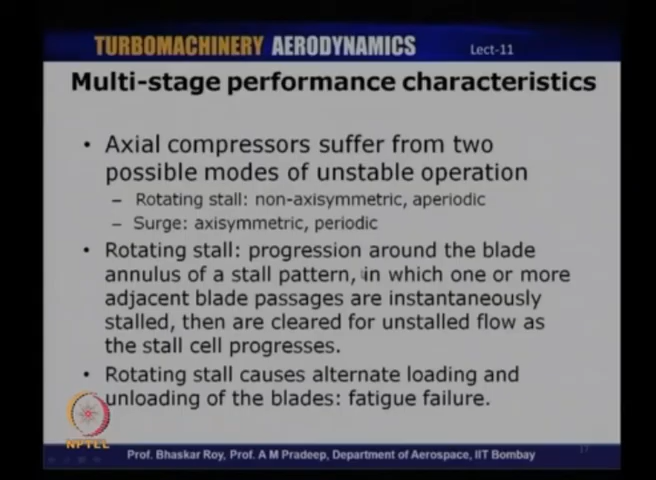 TURBOMACHINERY AERODYNAMICS Lect-11
Multi-stage performance characteristics
• Axial compressors suffer from two
possible modes of unstable operation
– Rotating stall: non-axisymmetric, aperiodic
– Surge: axisymmetric, periodic
• Rotating stall: progression around the blade
annulus of a stall pattern, in which one or more
adjacent blade passages are instantaneously
stalled, then are cleared for unstalled flow as
the stall cell progresses.
• Rotating stall causes alternate loading and
unloading of the blades: fatigue failure.
NPTEL
Prof. Bhaskar Roy, Prof. A M Pradeep, Department of Aerospace, IIT Bombay
17